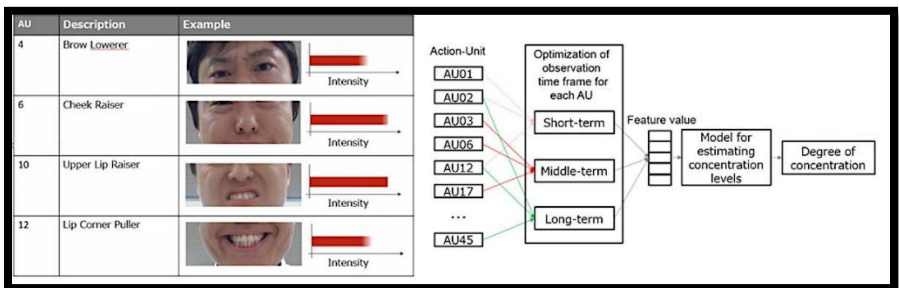 AU Description Example
4 Brow Lowerer
Intensity
6 Cheek Raiser
Intensity
10 Upper Lip Raiser
Intensity
12 Lip Corner Puller
Intensity
Action-Unit
AU01
AU02
AU03
AU06
AU12
AU17
...
AU45
Optimization of
observation
time frame for
each AU
Short-term
Middle-term
Long-term
Feature value
Model for
estimating
concentration
levels
Degree of
concentration